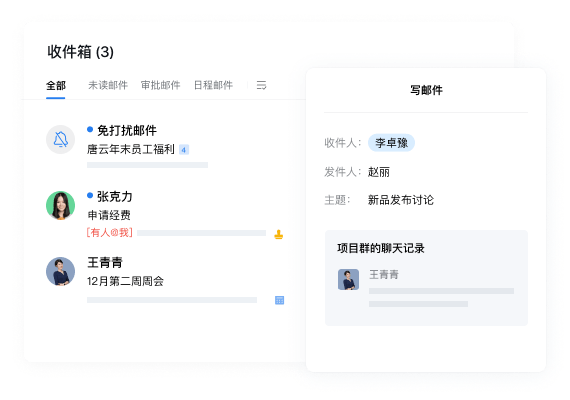 收件箱 (3)
全部 未读邮件 审批邮件 日程邮件
免打扰邮件
唐云年末员工福利 4
张克力
申请经费
[有人@我]
王青青
12月第二周周会
写邮件
收件人: 李卓豫
发件人: 赵丽
主题: 新品发布讨论
项目群的聊天记录
王青青